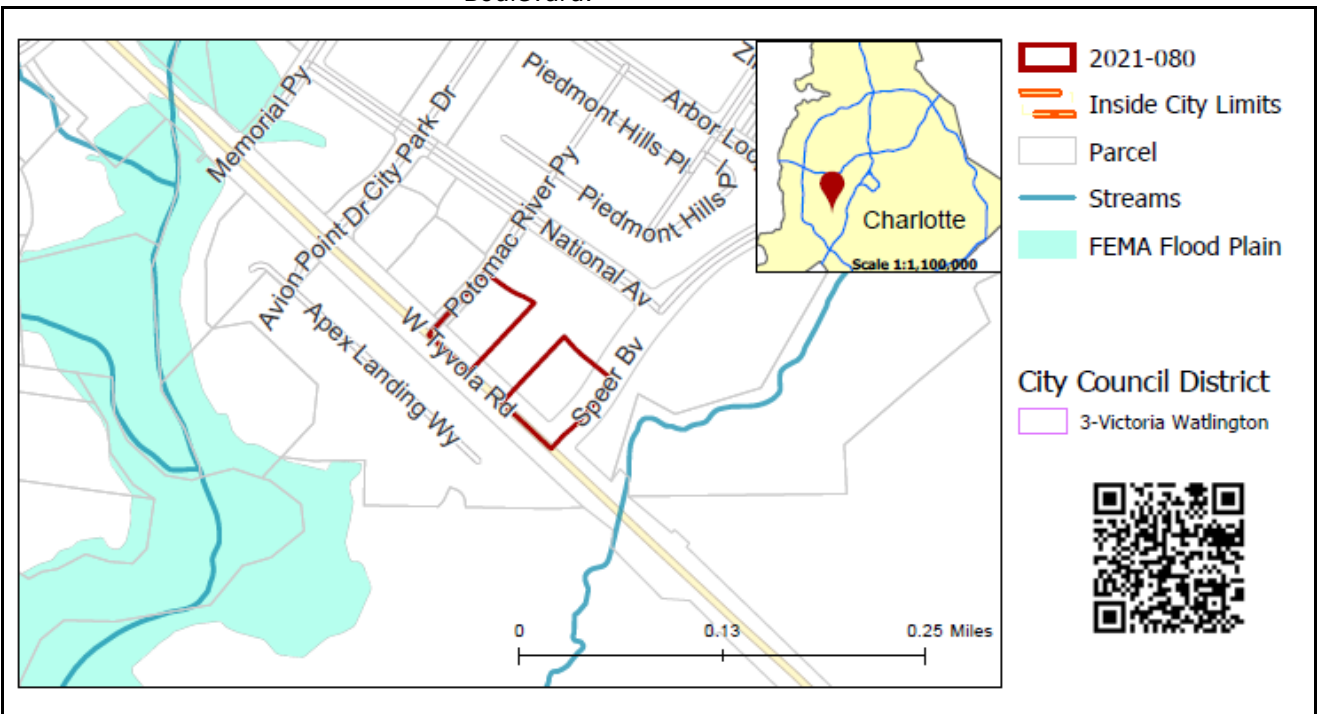 2021-080
Inside City Limits
Parcel
Streams
FEMA Flood Plain
City Council District
3-Victoria Watlington
Memorial Py
City Park Dr
Avion Point Dr
Piedmont Hills Pl
Arbor Loo
Potomac River Py
Piedmont Hills Pl
National Av
W Tyvola Rd
Apex Landing Wy
Speer Bv
Charlotte
Scale 1:1,100,000
0 0.13 0.25 Miles